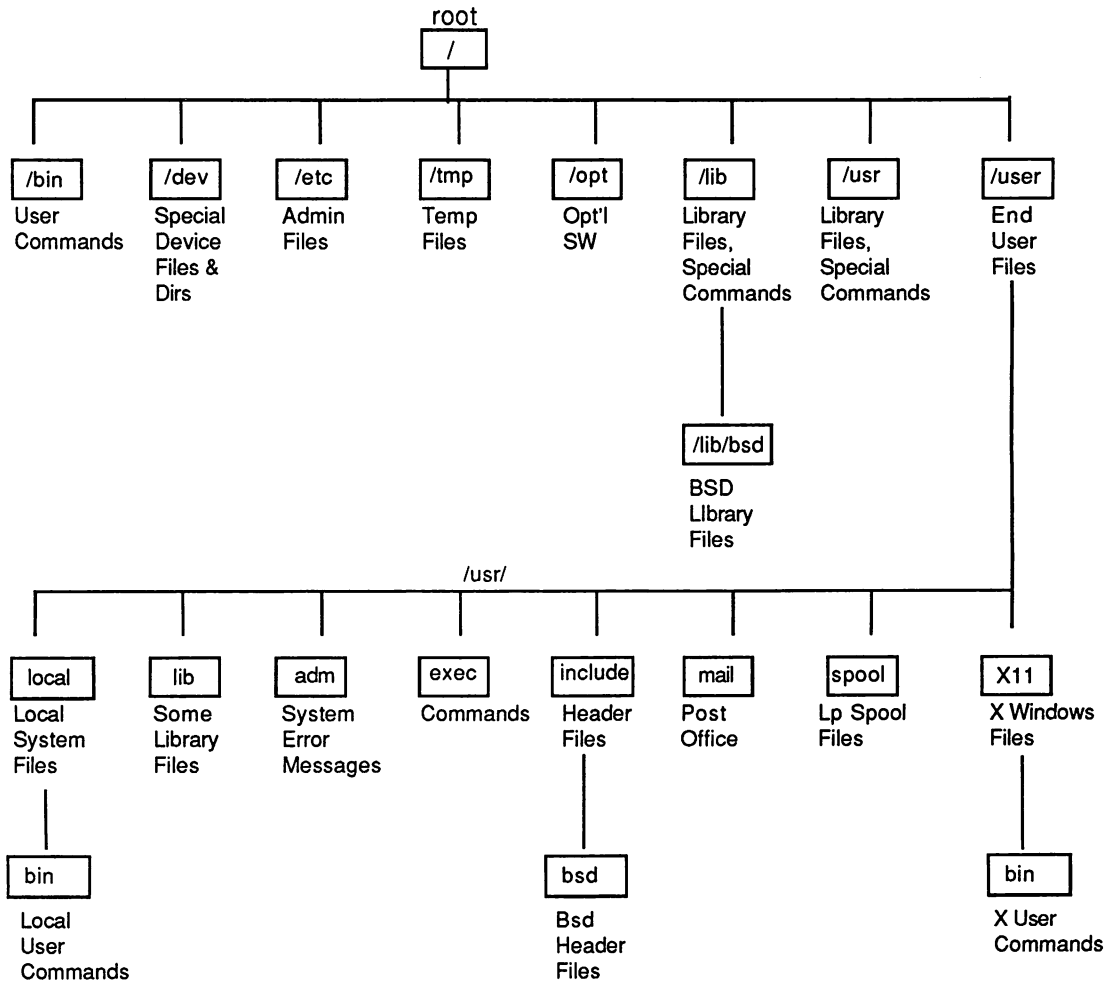 root
/
/bin
User
Commands
/dev
Special
Device
Files &
Dirs
/etc
Admin
Files
/tmp
Temp
Files
/opt
Opt'l
SW
/lib
Library
Files,
Special
Commands
/usr
Library
Files,
Special
Commands
/user
End
User
Files
/lib/bsd
BSD
LIbrary
Files
/usr/
local
Local
System
Files
lib
Some
Library
Files
adm
System
Error
Messages
exec
Commands
include
Header
Files
mail
Post
Office
spool
Lp Spool
Files
X11
X Windows
Files
bin
Local
User
Commands
bsd
Bsd
Header
Files
bin
X User
Commands